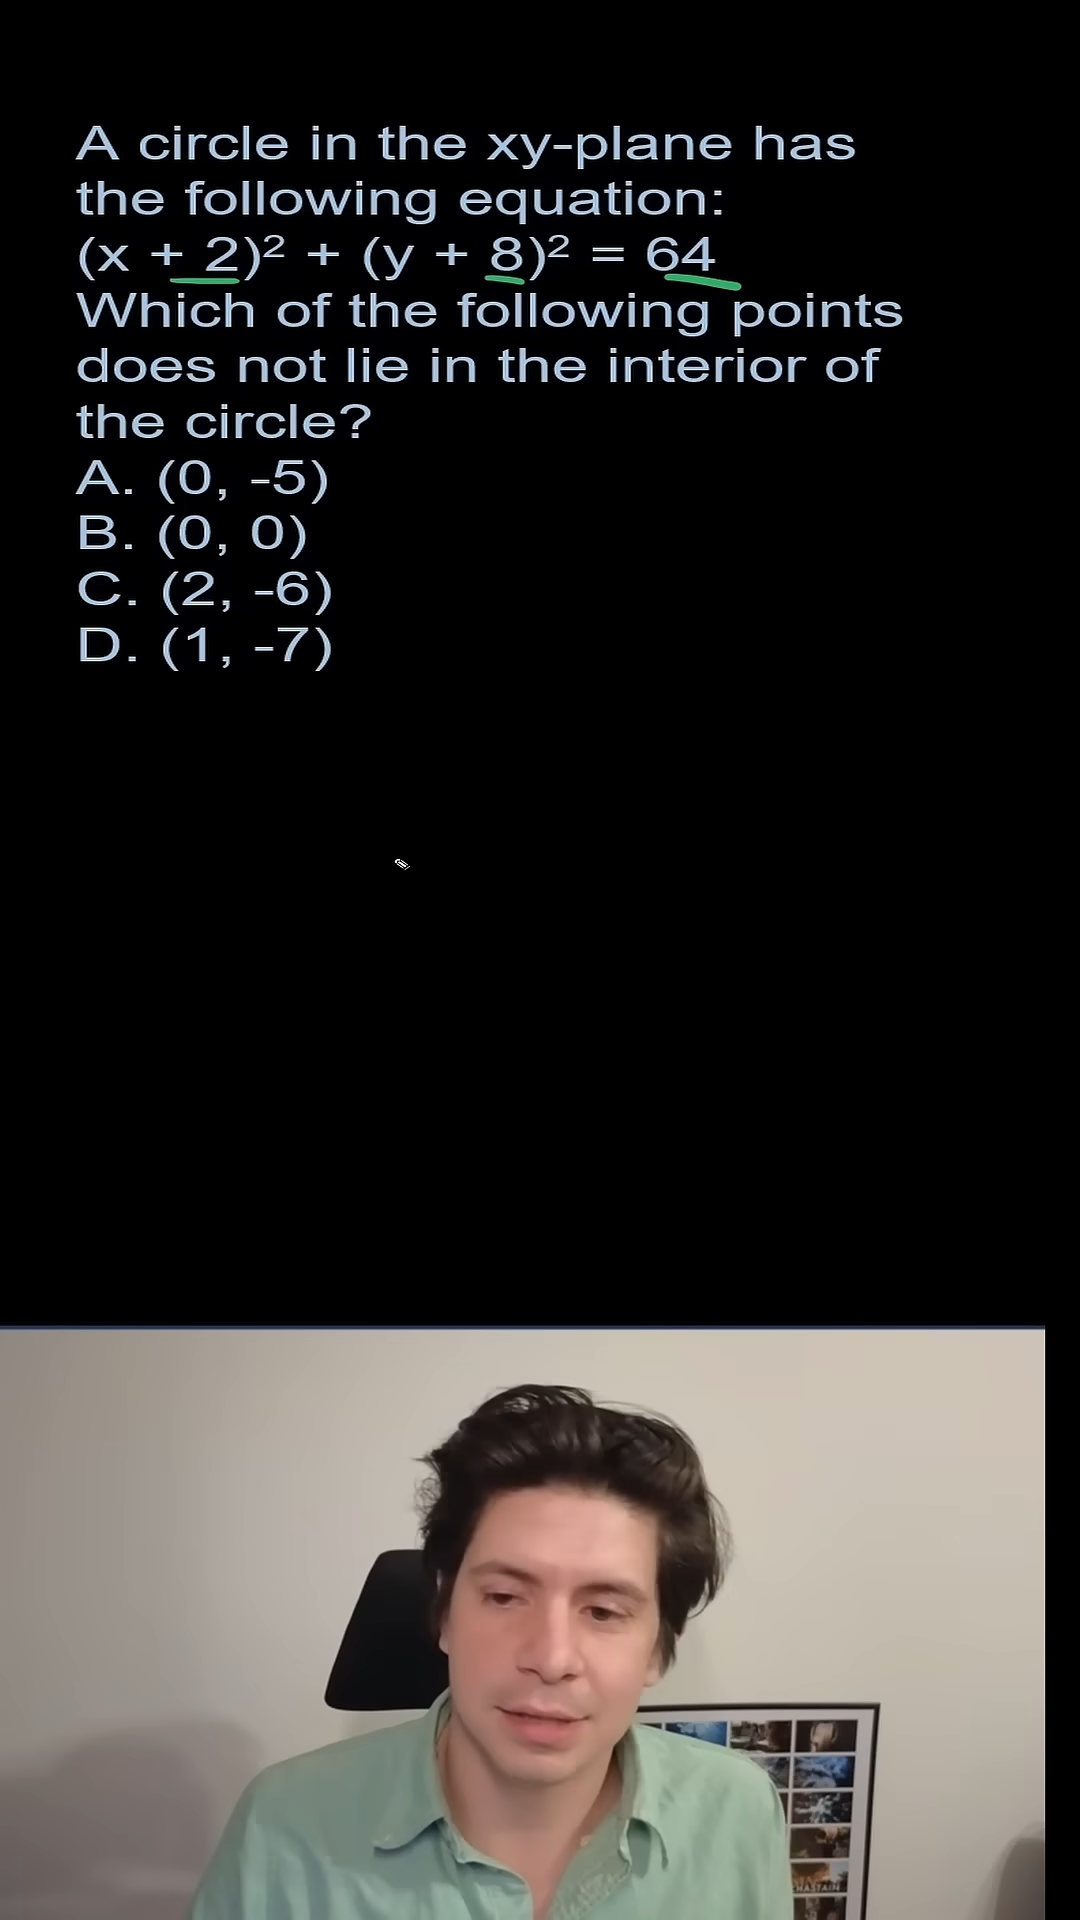 A circle in the xy-plane has
the following equation:
(x + 2)² + (y + 8)² = 64
Which of the following points
does not lie in the interior of
the circle?
A. (0, -5)
B. (0, 0)
C. (2, -6)
D. (1, -7)
CHASTAIN